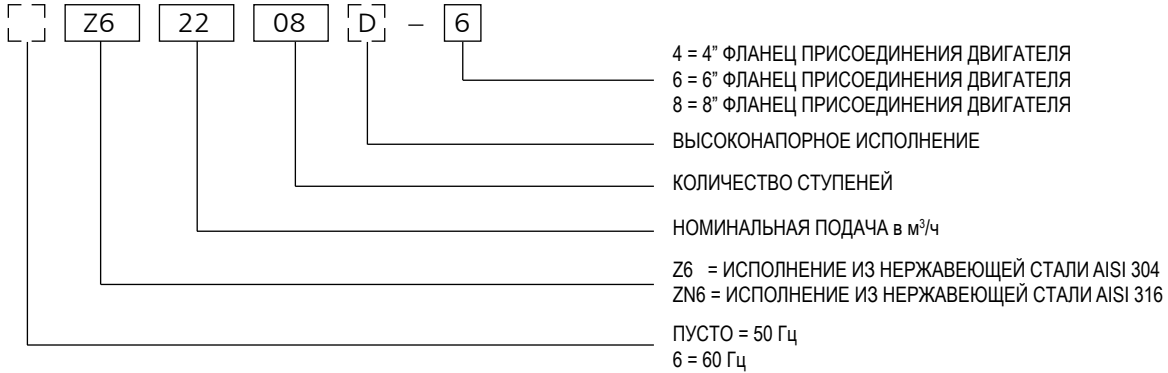 Z6 22 08 D – 6
4 = 4” ФЛАНЕЦ ПРИСОЕДИНЕНИЯ ДВИГАТЕЛЯ
6 = 6” ФЛАНЕЦ ПРИСОЕДИНЕНИЯ ДВИГАТЕЛЯ
8 = 8” ФЛАНЕЦ ПРИСОЕДИНЕНИЯ ДВИГАТЕЛЯ
ВЫСОКОНАПОРНОЕ ИСПОЛНЕНИЕ
КОЛИЧЕСТВО СТУПЕНЕЙ
НОМИНАЛЬНАЯ ПОДАЧА в м³/ч
Z6 = ИСПОЛНЕНИЕ ИЗ НЕРЖАВЕЮЩЕЙ СТАЛИ AISI 304
ZN6 = ИСПОЛНЕНИЕ ИЗ НЕРЖАВЕЮЩЕЙ СТАЛИ AISI 316
ПУСТО = 50 Гц
6 = 60 Гц